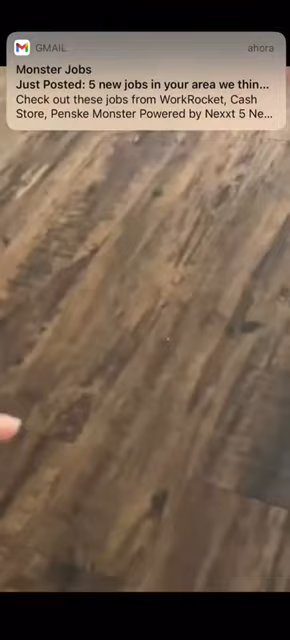 GMAIL
ahora
Monster Jobs
Just Posted: 5 new jobs in your area we thin...
Check out these jobs from WorkRocket, Cash
Store, Penske Monster Powered by Nexxt 5 Ne...